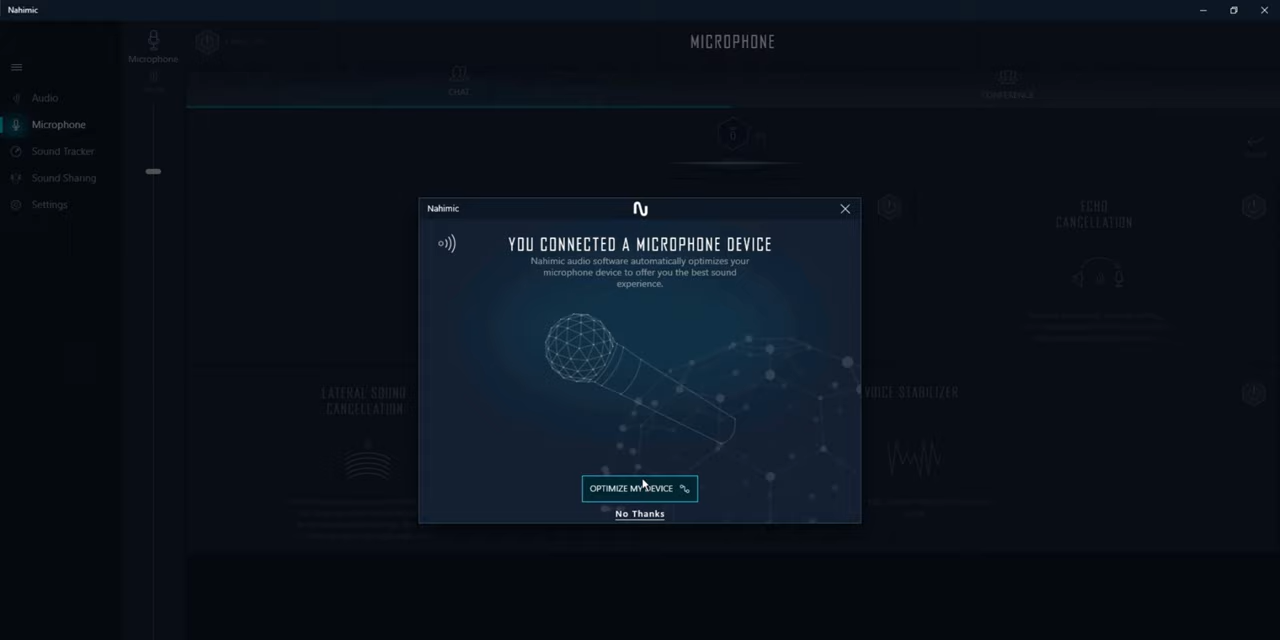 Nahimic
Microphone
MICROPHONE
CHAT
CONFERENCE
Audio
Microphone
Sound Tracker
Sound Sharing
Settings
Nahimic
YOU CONNECTED A MICROPHONE DEVICE
Nahimic audio software automatically optimizes your
microphone device to offer you the best sound
experience.
OPTIMIZE MY DEVICE
No Thanks
ECHO
CANCELLATION
LATERAL SOUND
CANCELLATION
VOICE STABILIZER